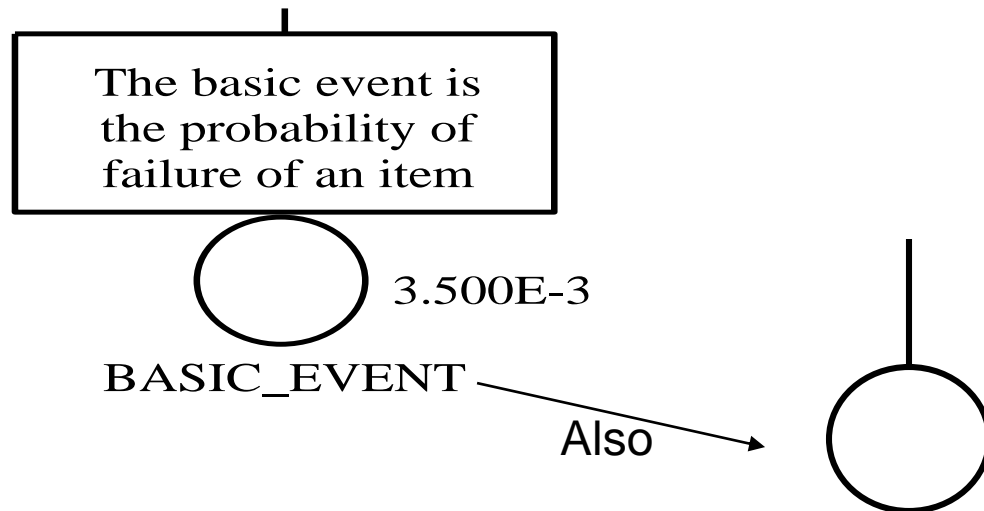 The basic event is
the probability of
failure of an item
3.500E-3
BASIC_EVENT
Also